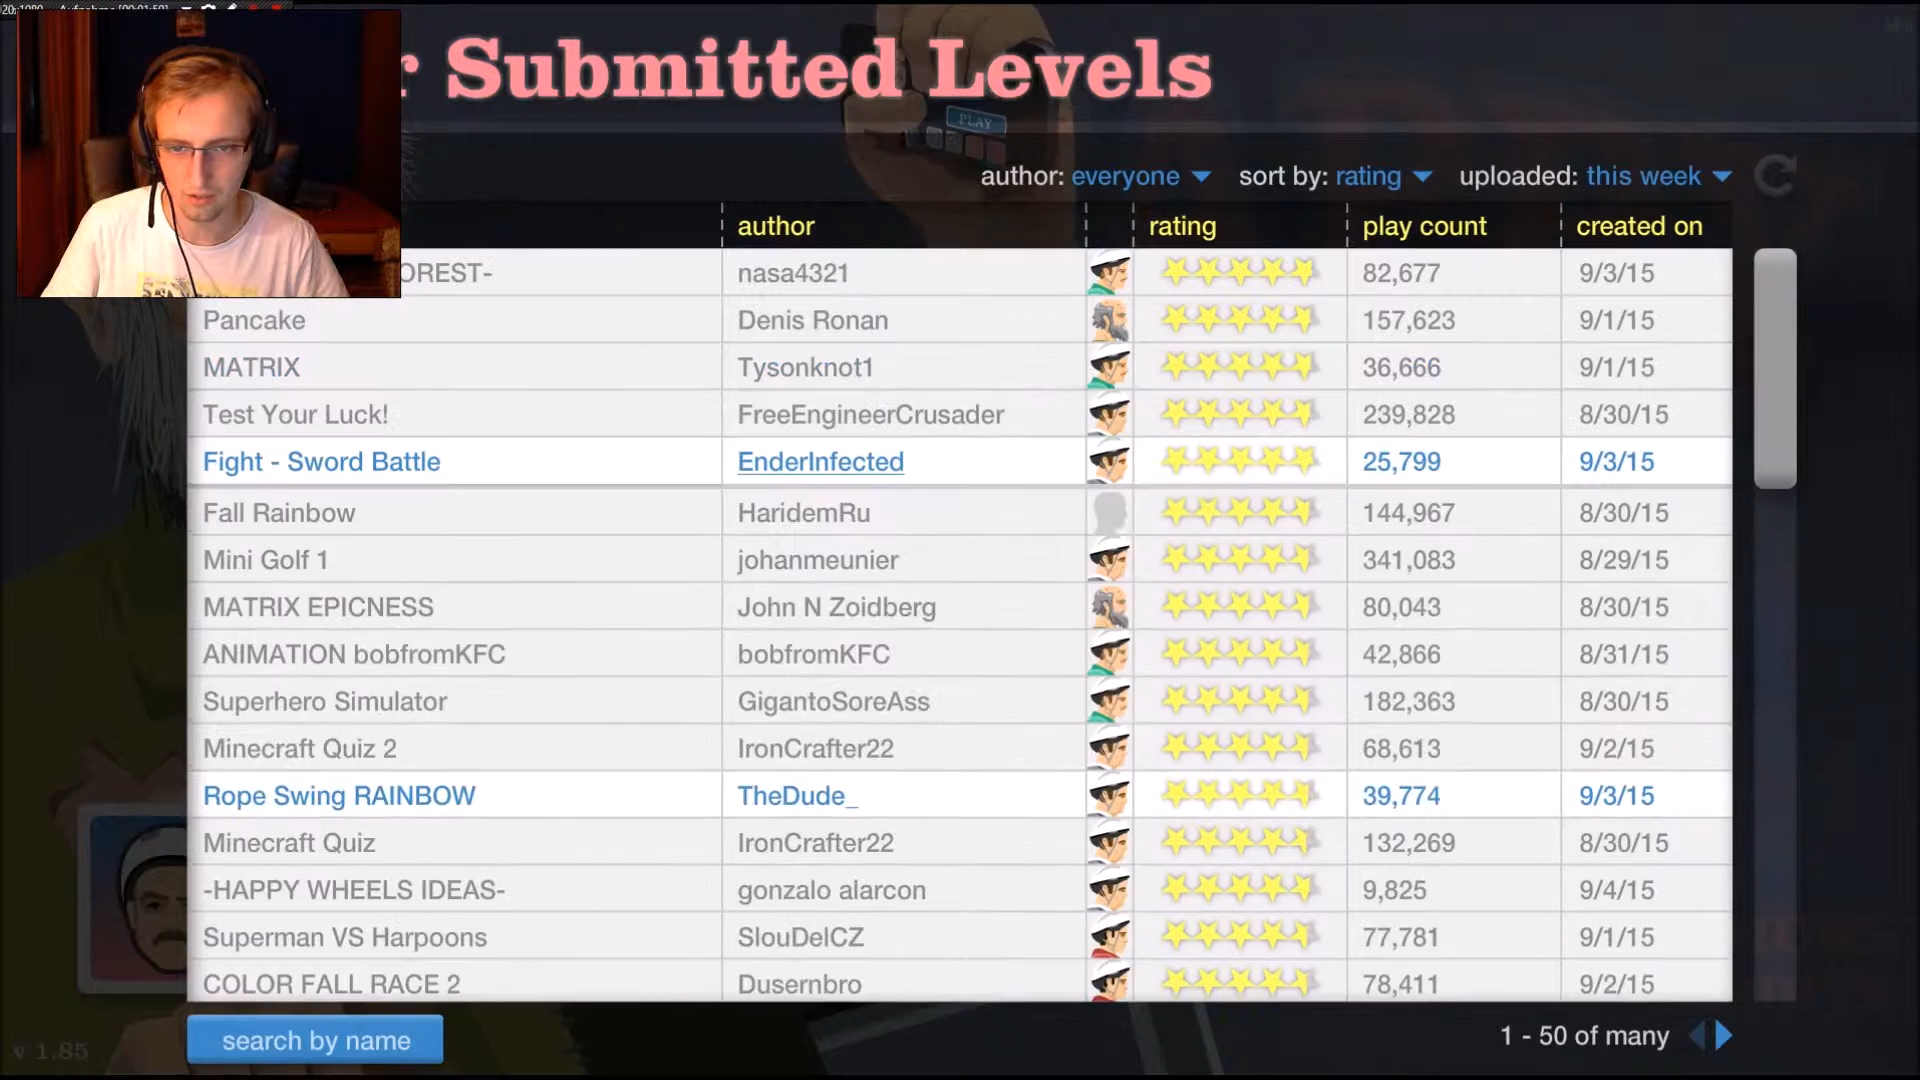 Aufnahme [00:01:50]
r Submitted Levels
PLAY
author: everyone sort by: rating uploaded: this week
author rating play count created on
OREST- nasa4321 82,677 9/3/15
Pancake Denis Ronan 157,623 9/1/15
MATRIX Tysonknot1 36,666 9/1/15
Test Your Luck! FreeEngineerCrusader 239,828 8/30/15
Fight - Sword Battle EnderInfected 25,799 9/3/15
Fall Rainbow HaridemRu 144,967 8/30/15
Mini Golf 1 johanmeunier 341,083 8/29/15
MATRIX EPICNESS John N Zoidberg 80,043 8/30/15
ANIMATION bobfromKFC bobfromKFC 42,866 8/31/15
Superhero Simulator GigantoSoreAss 182,363 8/30/15
Minecraft Quiz 2 IronCrafter22 68,613 9/2/15
Rope Swing RAINBOW TheDude_ 39,774 9/3/15
Minecraft Quiz IronCrafter22 132,269 8/30/15
-HAPPY WHEELS IDEAS- gonzalo alarcon 9,825 9/4/15
Superman VS Harpoons SlouDelCZ 77,781 9/1/15
COLOR FALL RACE 2 Dusernbro 78,411 9/2/15
search by name
1 - 50 of many
v 1.85